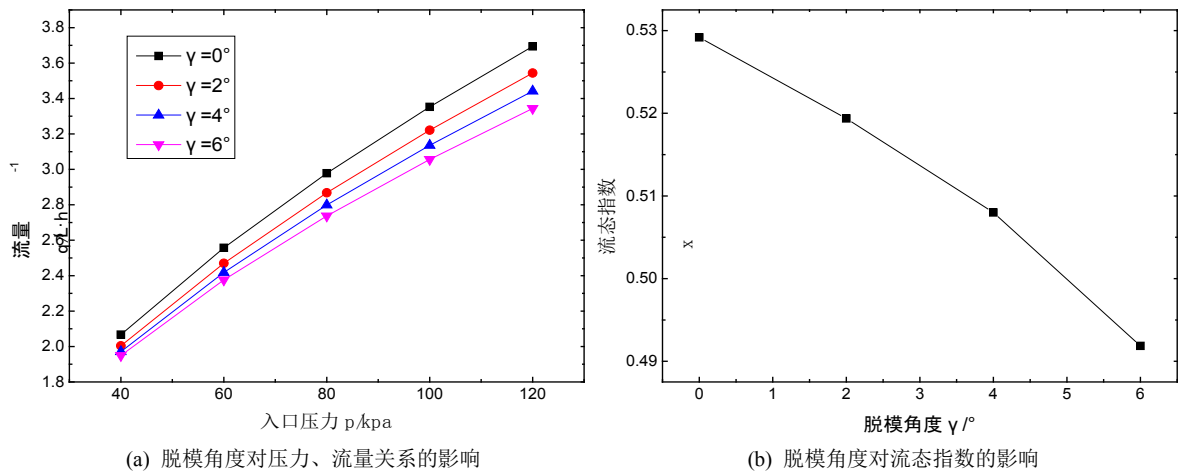 3.8
3.6
3.4
3.2
3.0
2.8
2.6
2.4
2.2
2.0
1.8
流量 q/L·h-1
γ =0°
γ =2°
γ =4°
γ =6°
40 60 80 100 120
入口压力 p/kpa
(a) 脱模角度对压力、流量关系的影响
0.53
0.52
0.51
0.50
0.49
流态指数 x
0 1 2 3 4 5 6
脱模角度 γ /°
(b) 脱模角度对流态指数的影响